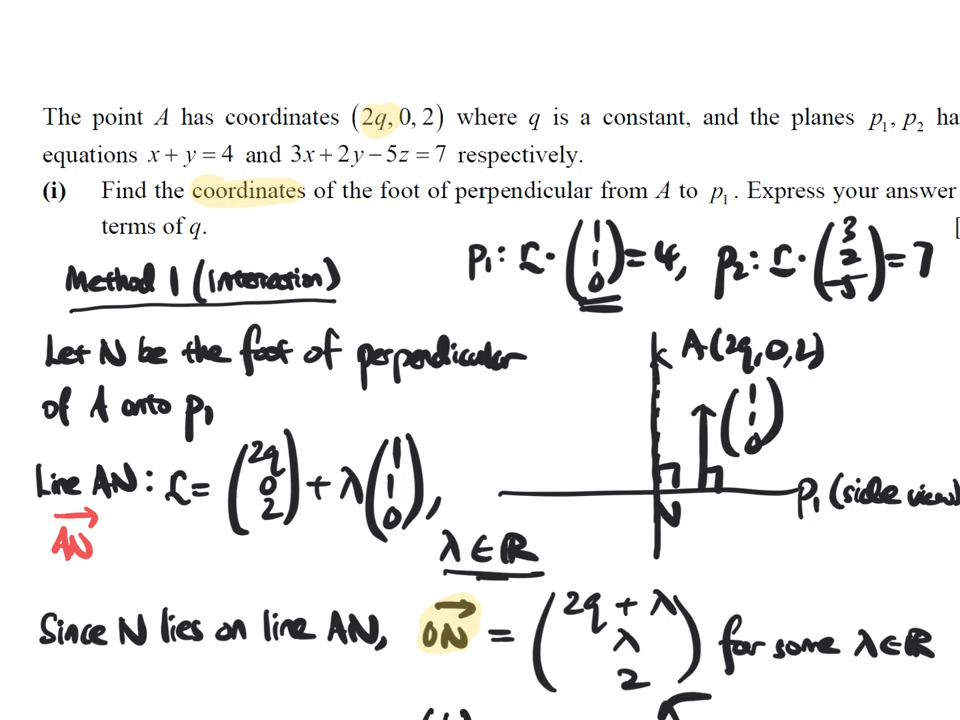 The point A has coordinates (2q, 0, 2) where q is a constant, and the planes p₁, p₂ ha
equations x + y = 4 and 3x + 2y − 5z = 7 respectively.
(i) Find the coordinates of the foot of perpendicular from A to p₁. Express your answer
terms of q.
[
p₁: r · (1 1 0) = 4, p₂: r · (3 2 -5) = 7
Method 1 (Intersection)
Let N be the foot of perpendicular
of A onto p₁
A(2q, 0, 2)
(1 1 0)
p₁ (side view)
N
Line AN: r = (2q 0 2) + λ(1 1 0),
AN
λ ∈ ℝ
Since N lies on line AN, ON = (2q + λ λ 2) for some λ ∈ ℝ